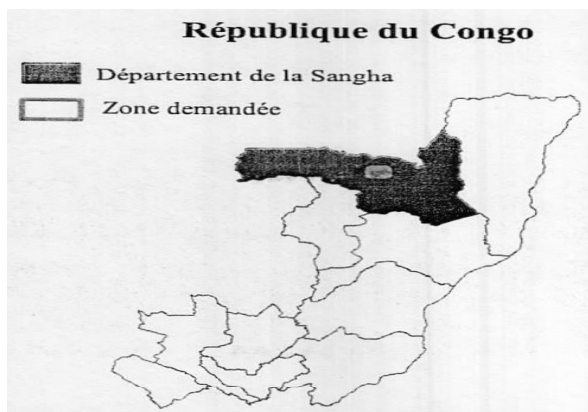 République du Congo
Département de la Sangha
Zone demandée